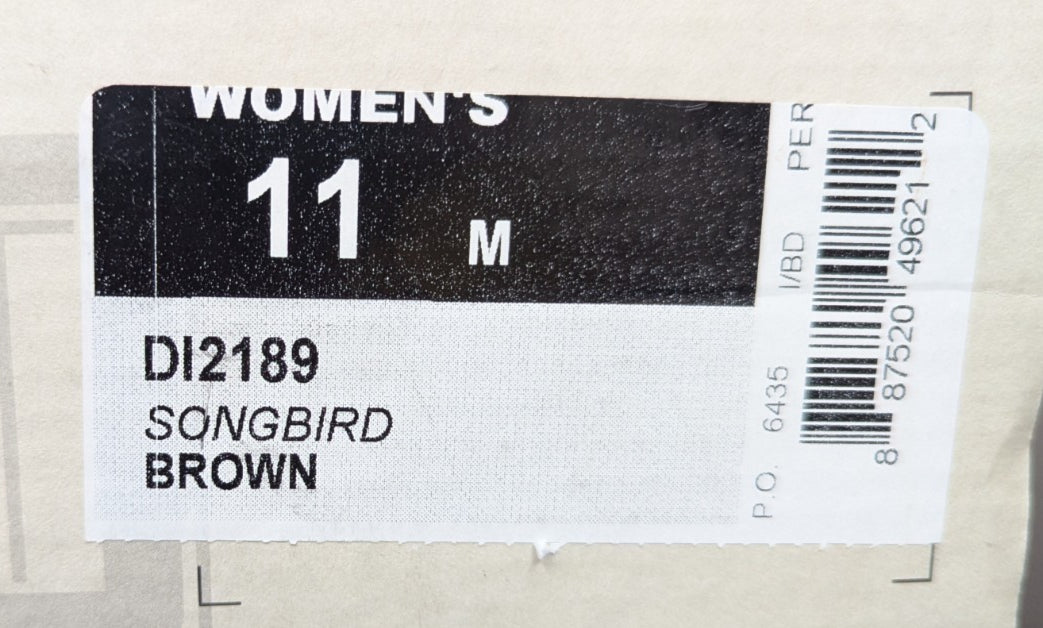 WOMEN'S
11 M
DI2189
SONGBIRD
BROWN
P.O. 6435 I/BD PER
8 87520 49621 2